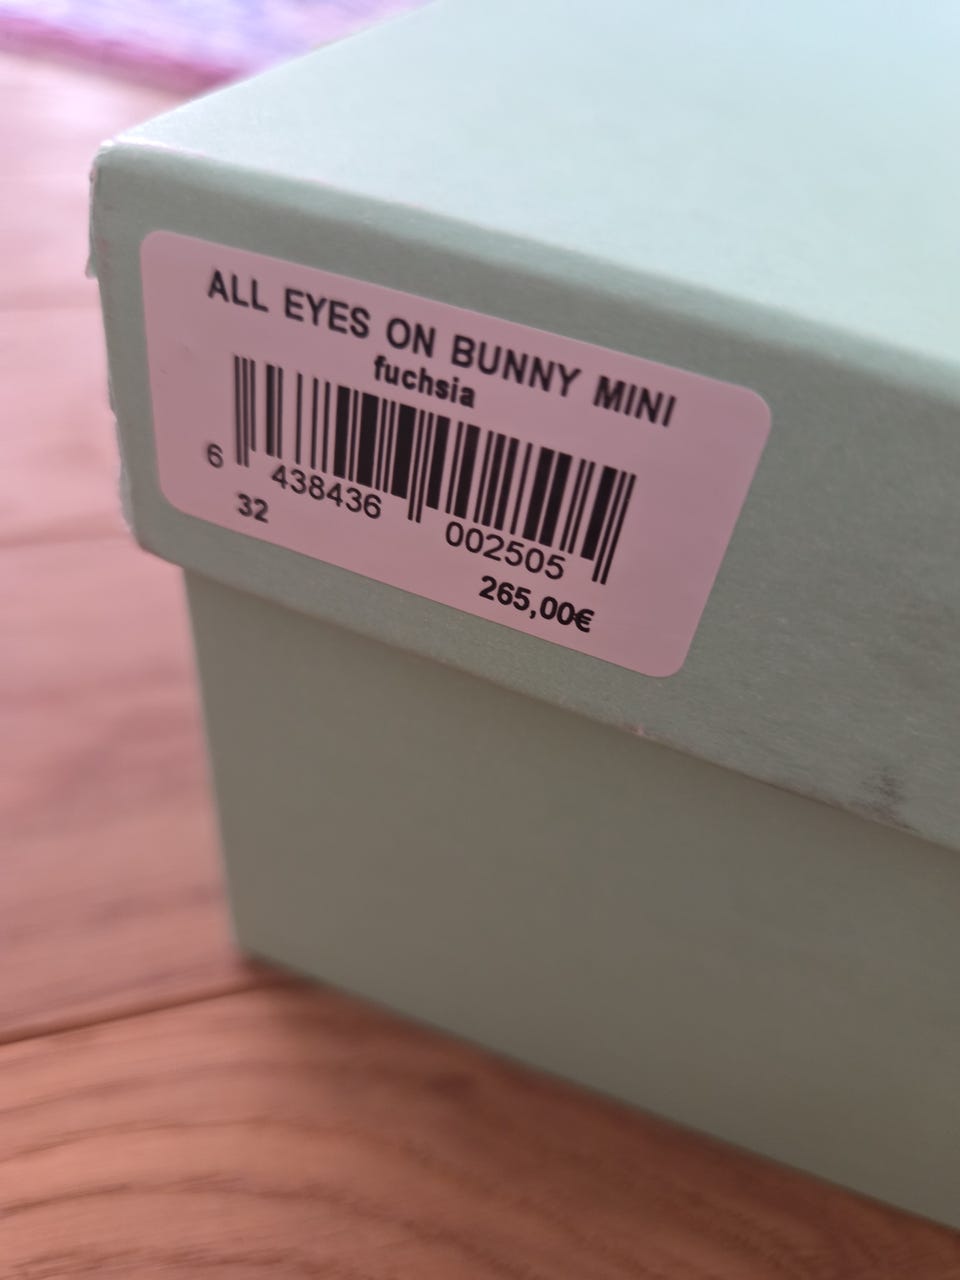 ALL EYES ON BUNNY MINI
fuchsia
6 438436 002505
32
265,00€